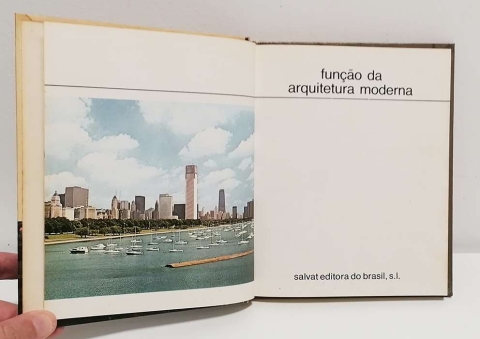 função da
arquitetura moderna
salvat editora do brasil, s.l.